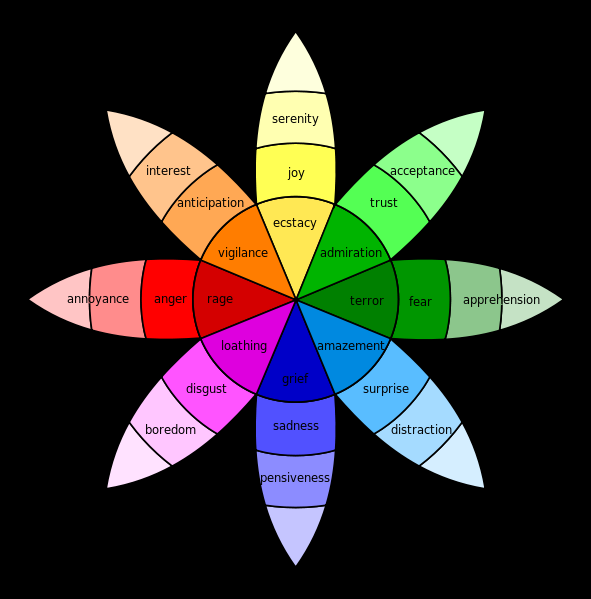 serenity
interest
acceptance
joy
anticipation
trust
ecstacy
vigilance
admiration
annoyance
anger
rage
terror
fear
apprehension
loathing
amazement
grief
disgust
surprise
sadness
boredom
distraction
pensiveness